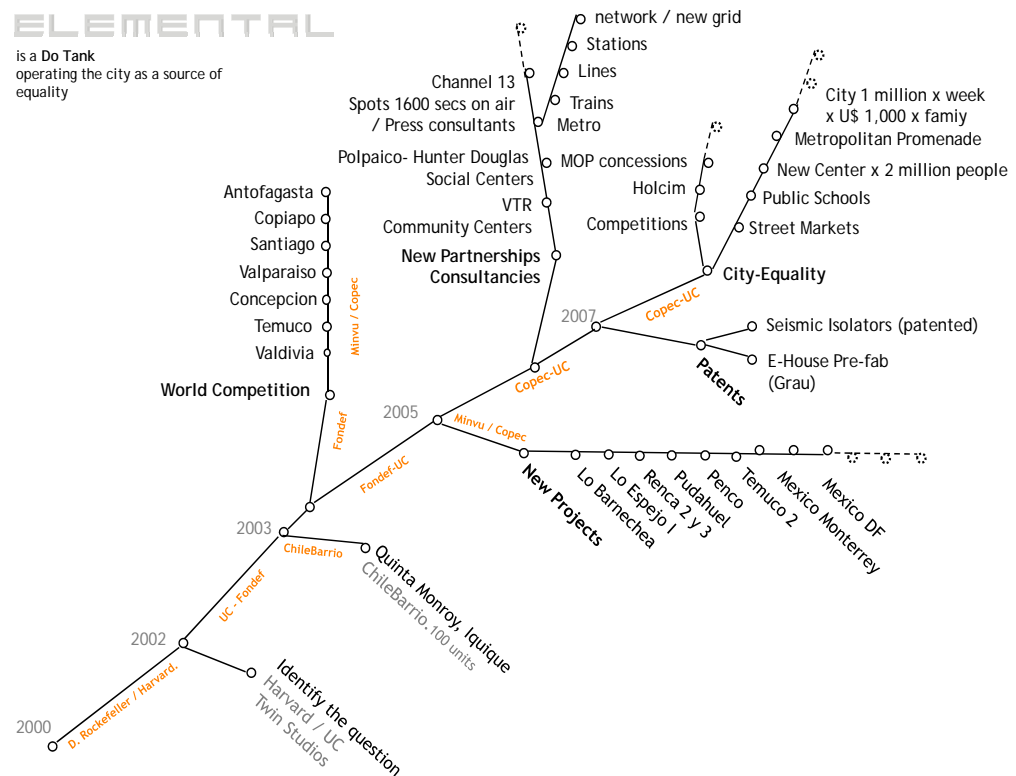 ELEMENTAL
is a Do Tank
operating the city as a source of
equality
network / new grid
Stations
Lines
Trains
Metro
Channel 13
Spots 1600 secs on air
/ Press consultants
Polpaico- Hunter Douglas
Social Centers
VTR
Community Centers
New Partnerships
Consultancies
MOP concessions
Holcim
Competitions
City 1 million x week
x U$ 1,000 x famiy
Metropolitan Promenade
New Center x 2 million people
Public Schools
Street Markets
City-Equality
Antofagasta
Copiapo
Santiago
Valparaiso
Concepcion
Temuco
Valdivia
World Competition
Minvu / Copec
Fondef
2007
Copec-UC
Seismic Isolators (patented)
E-House Pre-fab
(Grau)
Patents
Copec-UC
2005
Minvu / Copec
Fondef-UC
New Projects
Lo Barnechea
Lo Espejo I
Renca 2 y 3
Pudahuel
Penco
Temuco 2
Mexico Monterrey
Mexico DF
2003
ChileBarrio
Quinta Monroy, Iquique
ChileBarrio.100 units
UC - Fondef
2002
Identify the question
Harvard / UC
Twin Studios
D. Rockefeller / Harvard.
2000